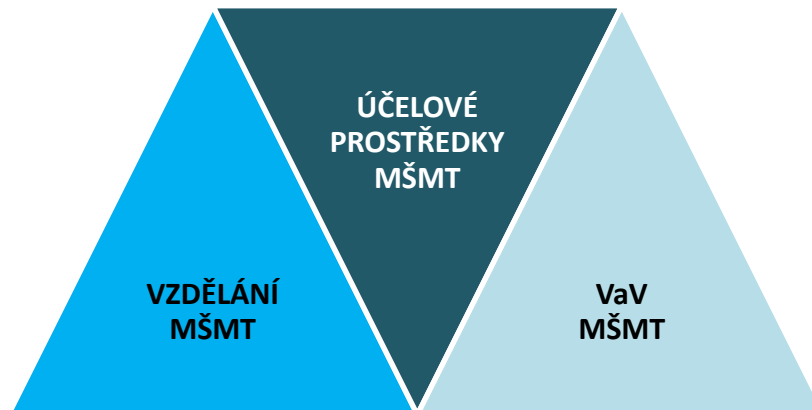 ÚČELOVÉ
PROSTŘEDKY
MŠMT
VZDĚLÁNÍ
MŠMT
VaV
MŠMT